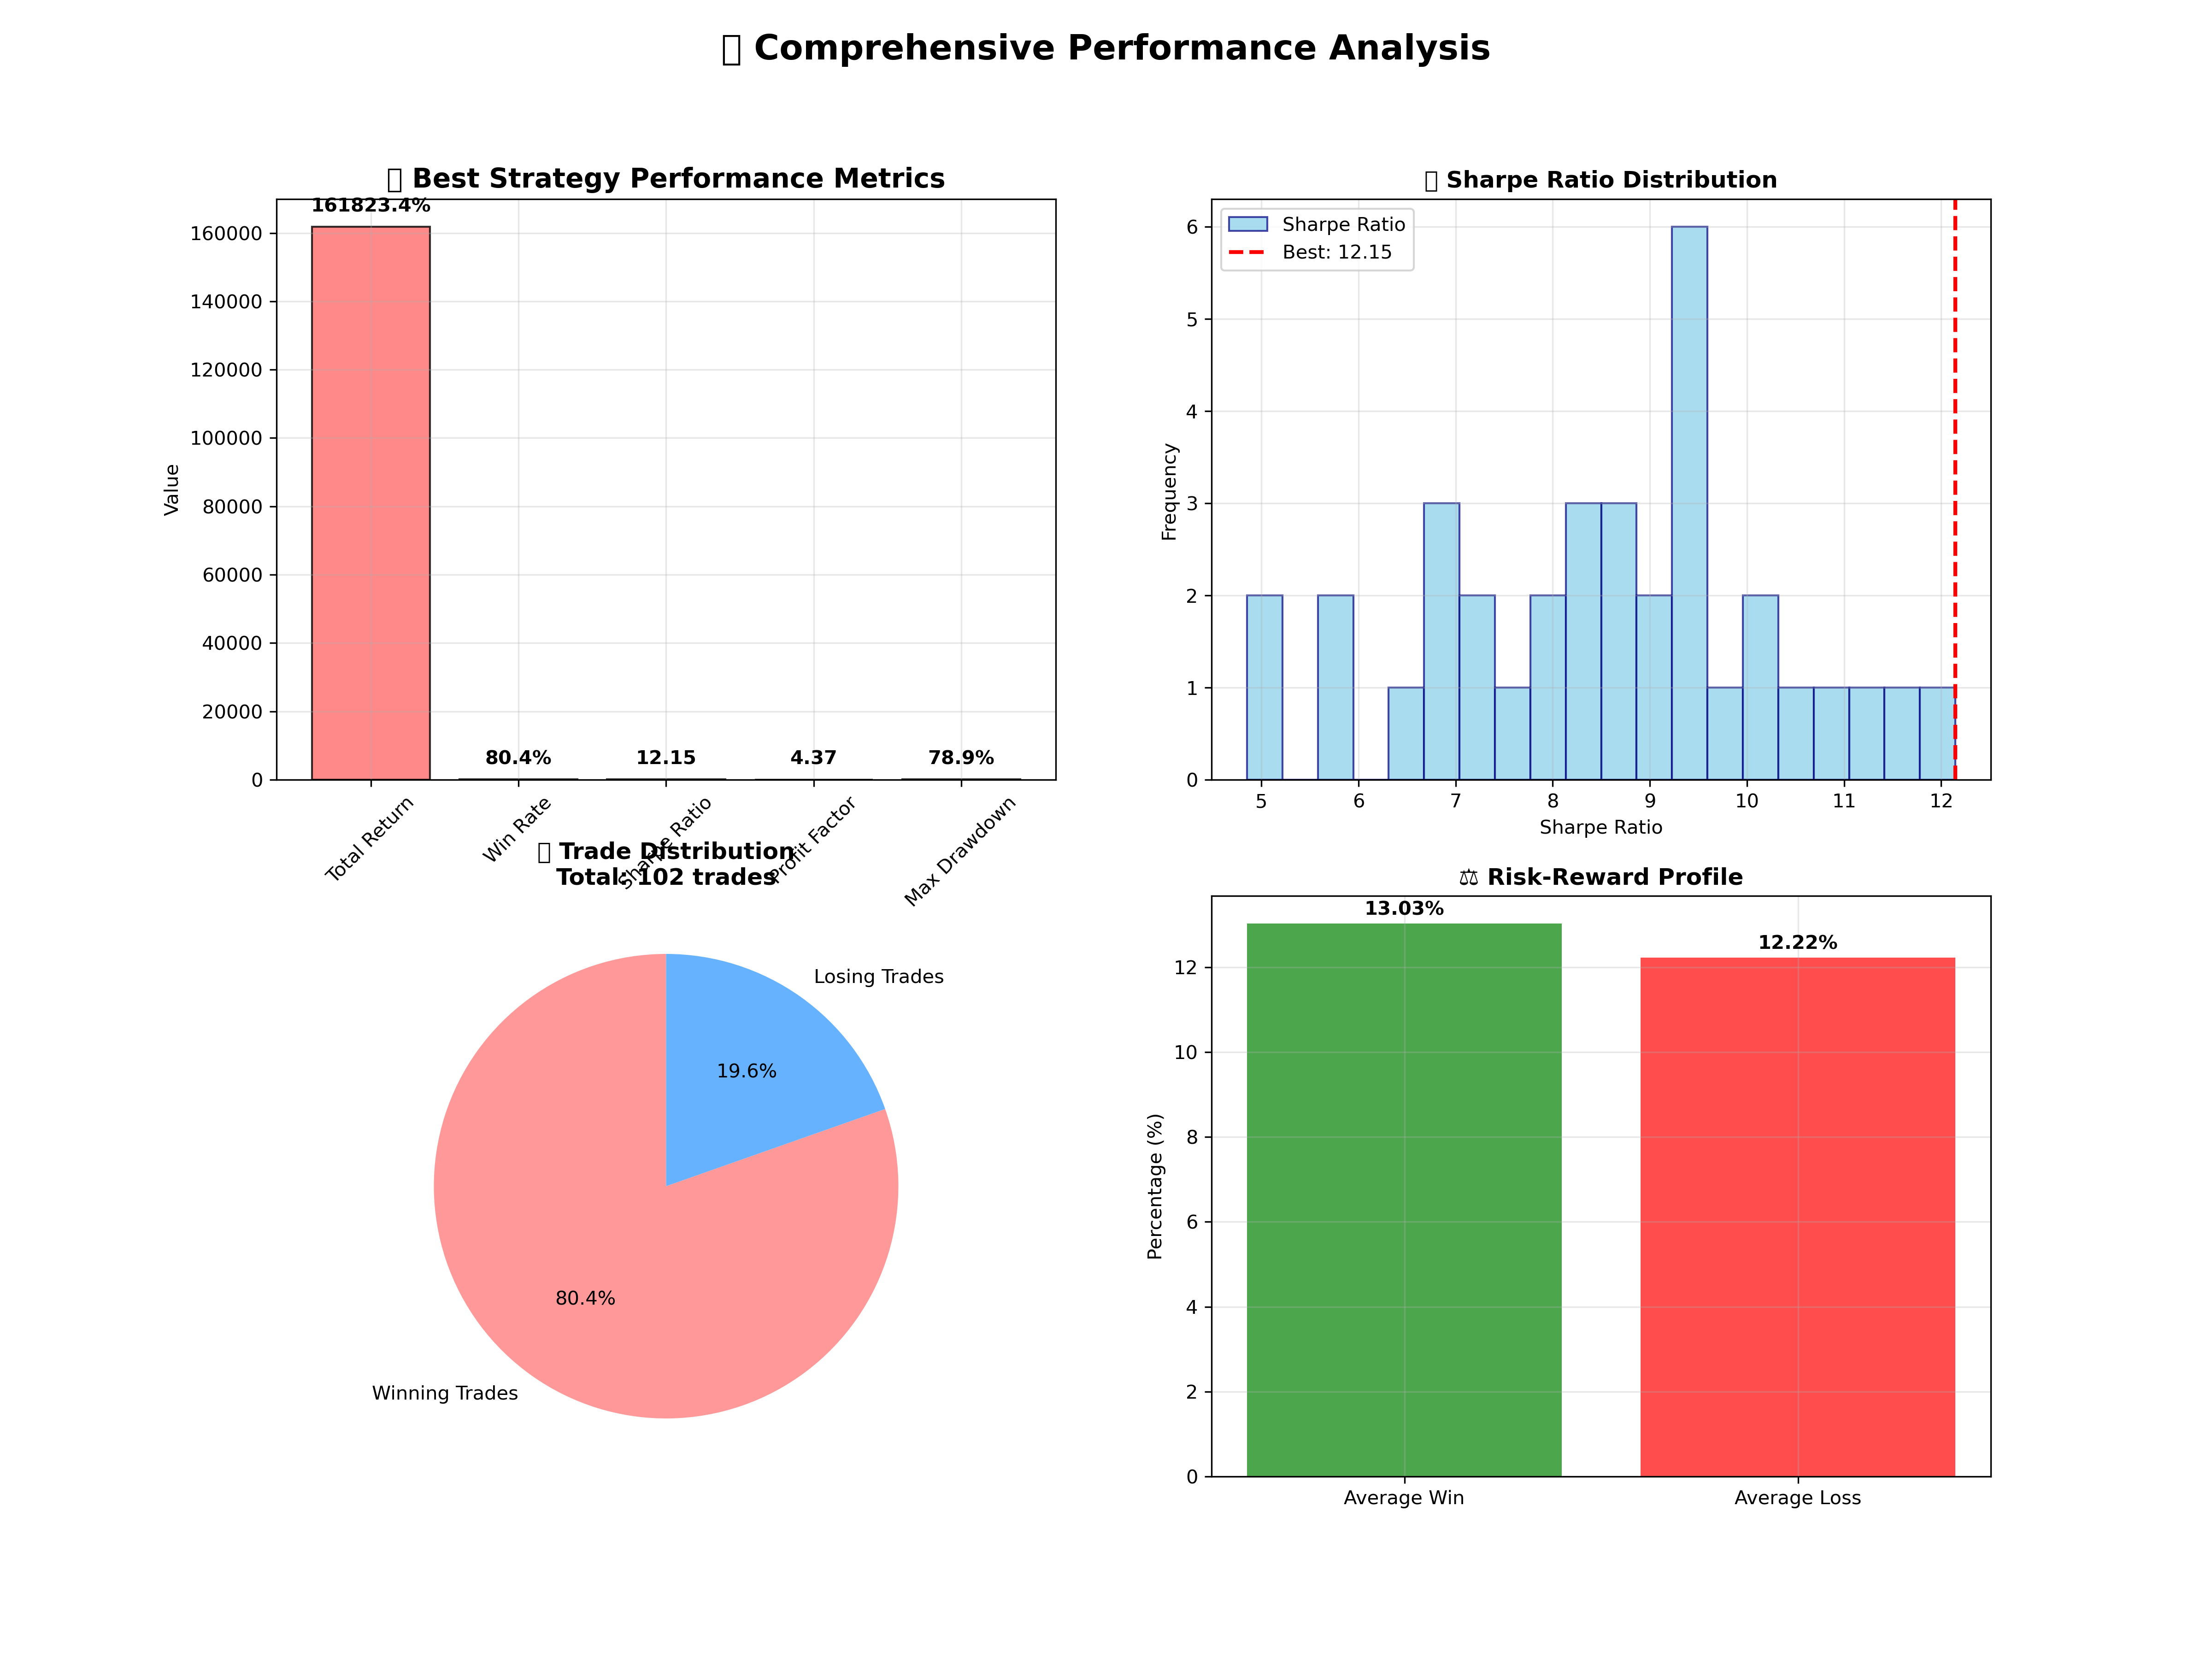 ▯ Comprehensive Performance Analysis
▯ Best Strategy Performance Metrics
161823.4%
80.4%
12.15
4.37
78.9%
Value
160000
140000
120000
100000
80000
60000
40000
20000
0
Total Return
Win Rate
Sharpe Ratio
Profit Factor
Max Drawdown
▯ Sharpe Ratio Distribution
Sharpe Ratio
Best: 12.15
Frequency
6
5
4
3
2
1
0
5
6
7
8
9
10
11
12
Sharpe Ratio
▯ Trade Distribution
Total: 102 trades
Losing Trades
19.6%
80.4%
Winning Trades
⚖ Risk-Reward Profile
13.03%
12.22%
Percentage (%)
12
10
8
6
4
2
0
Average Win
Average Loss